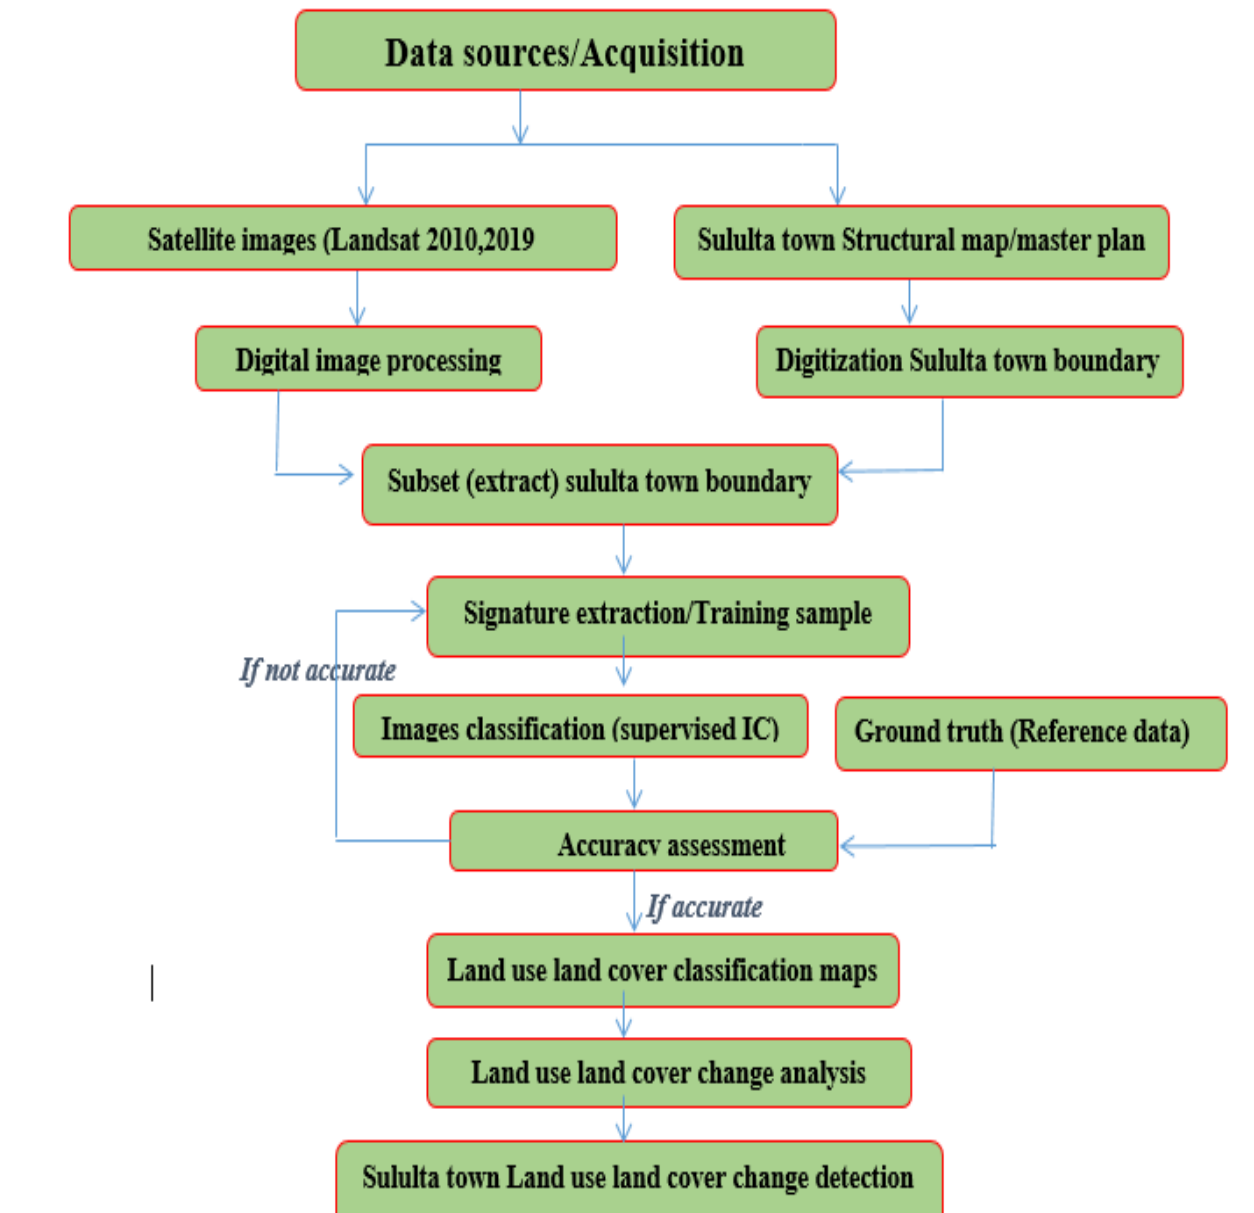 Data sources/Acquisition
Satellite images (Landsat 2010,2019
Sululta town Structural map/master plan
Digital image processing
Digitization Sululta town boundary
Subset (extract) sululta town boundary
Signature extraction/Training sample
If not accurate
Images classification (supervised IC)
Ground truth (Reference data)
Accuracy assessment
If accurate
Land use land cover classification maps
Land use land cover change analysis
Sululta town Land use land cover change detection